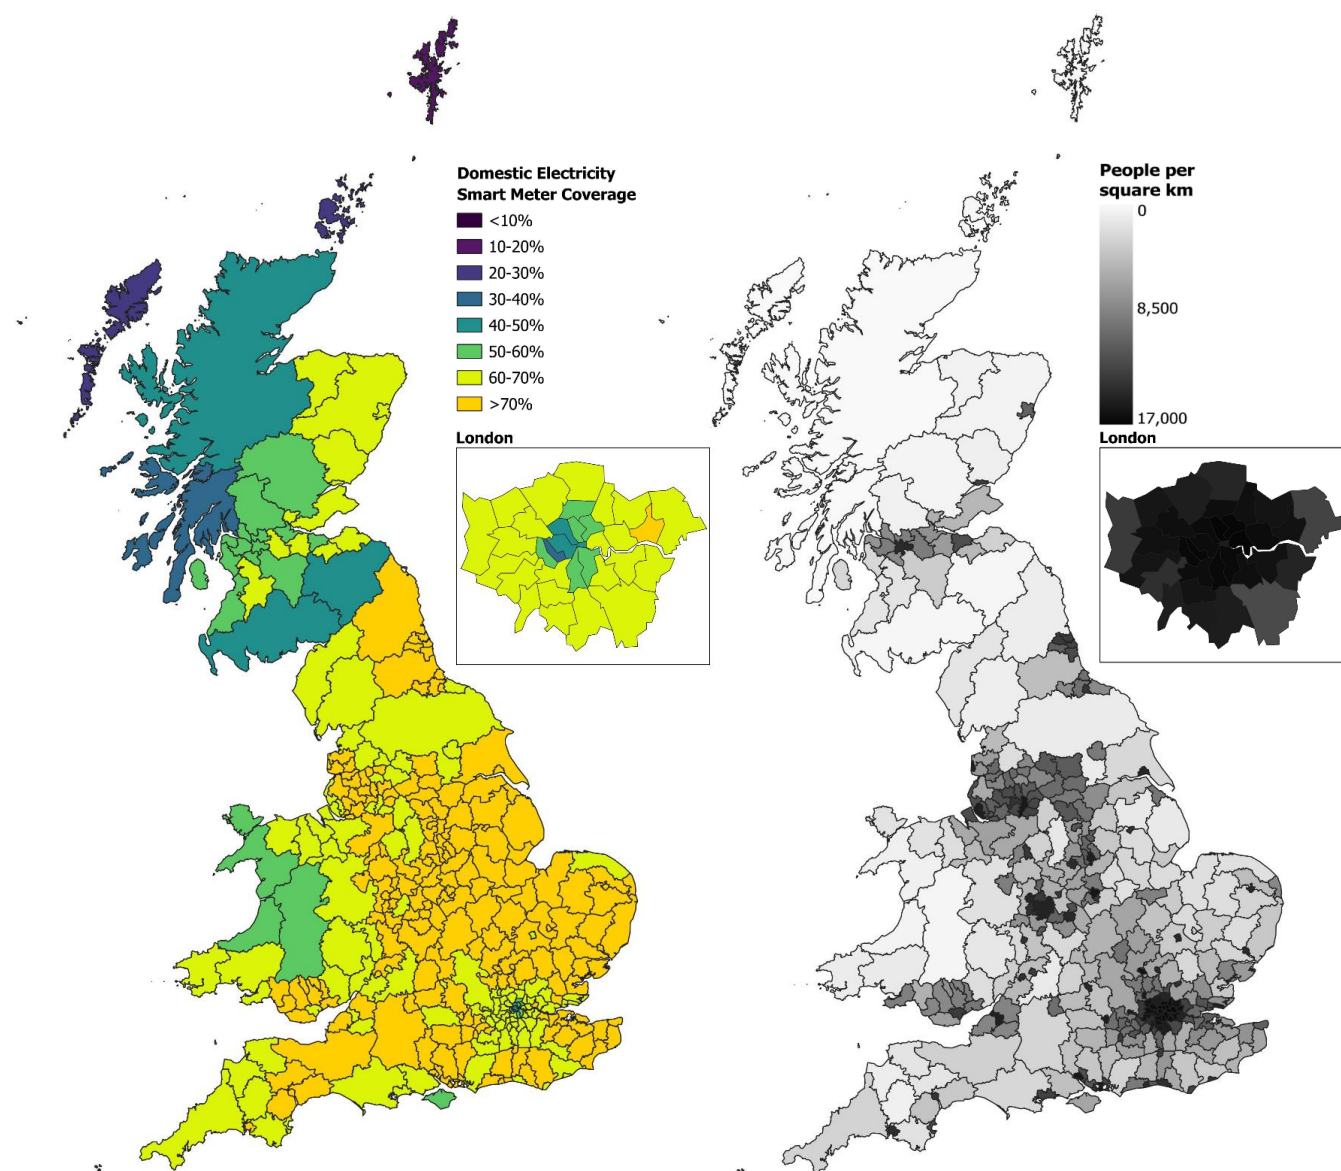 Domestic Electricity
Smart Meter Coverage
<10%
10-20%
20-30%
30-40%
40-50%
50-60%
60-70%
>70%
London
People per
square km
0
8,500
17,000
London